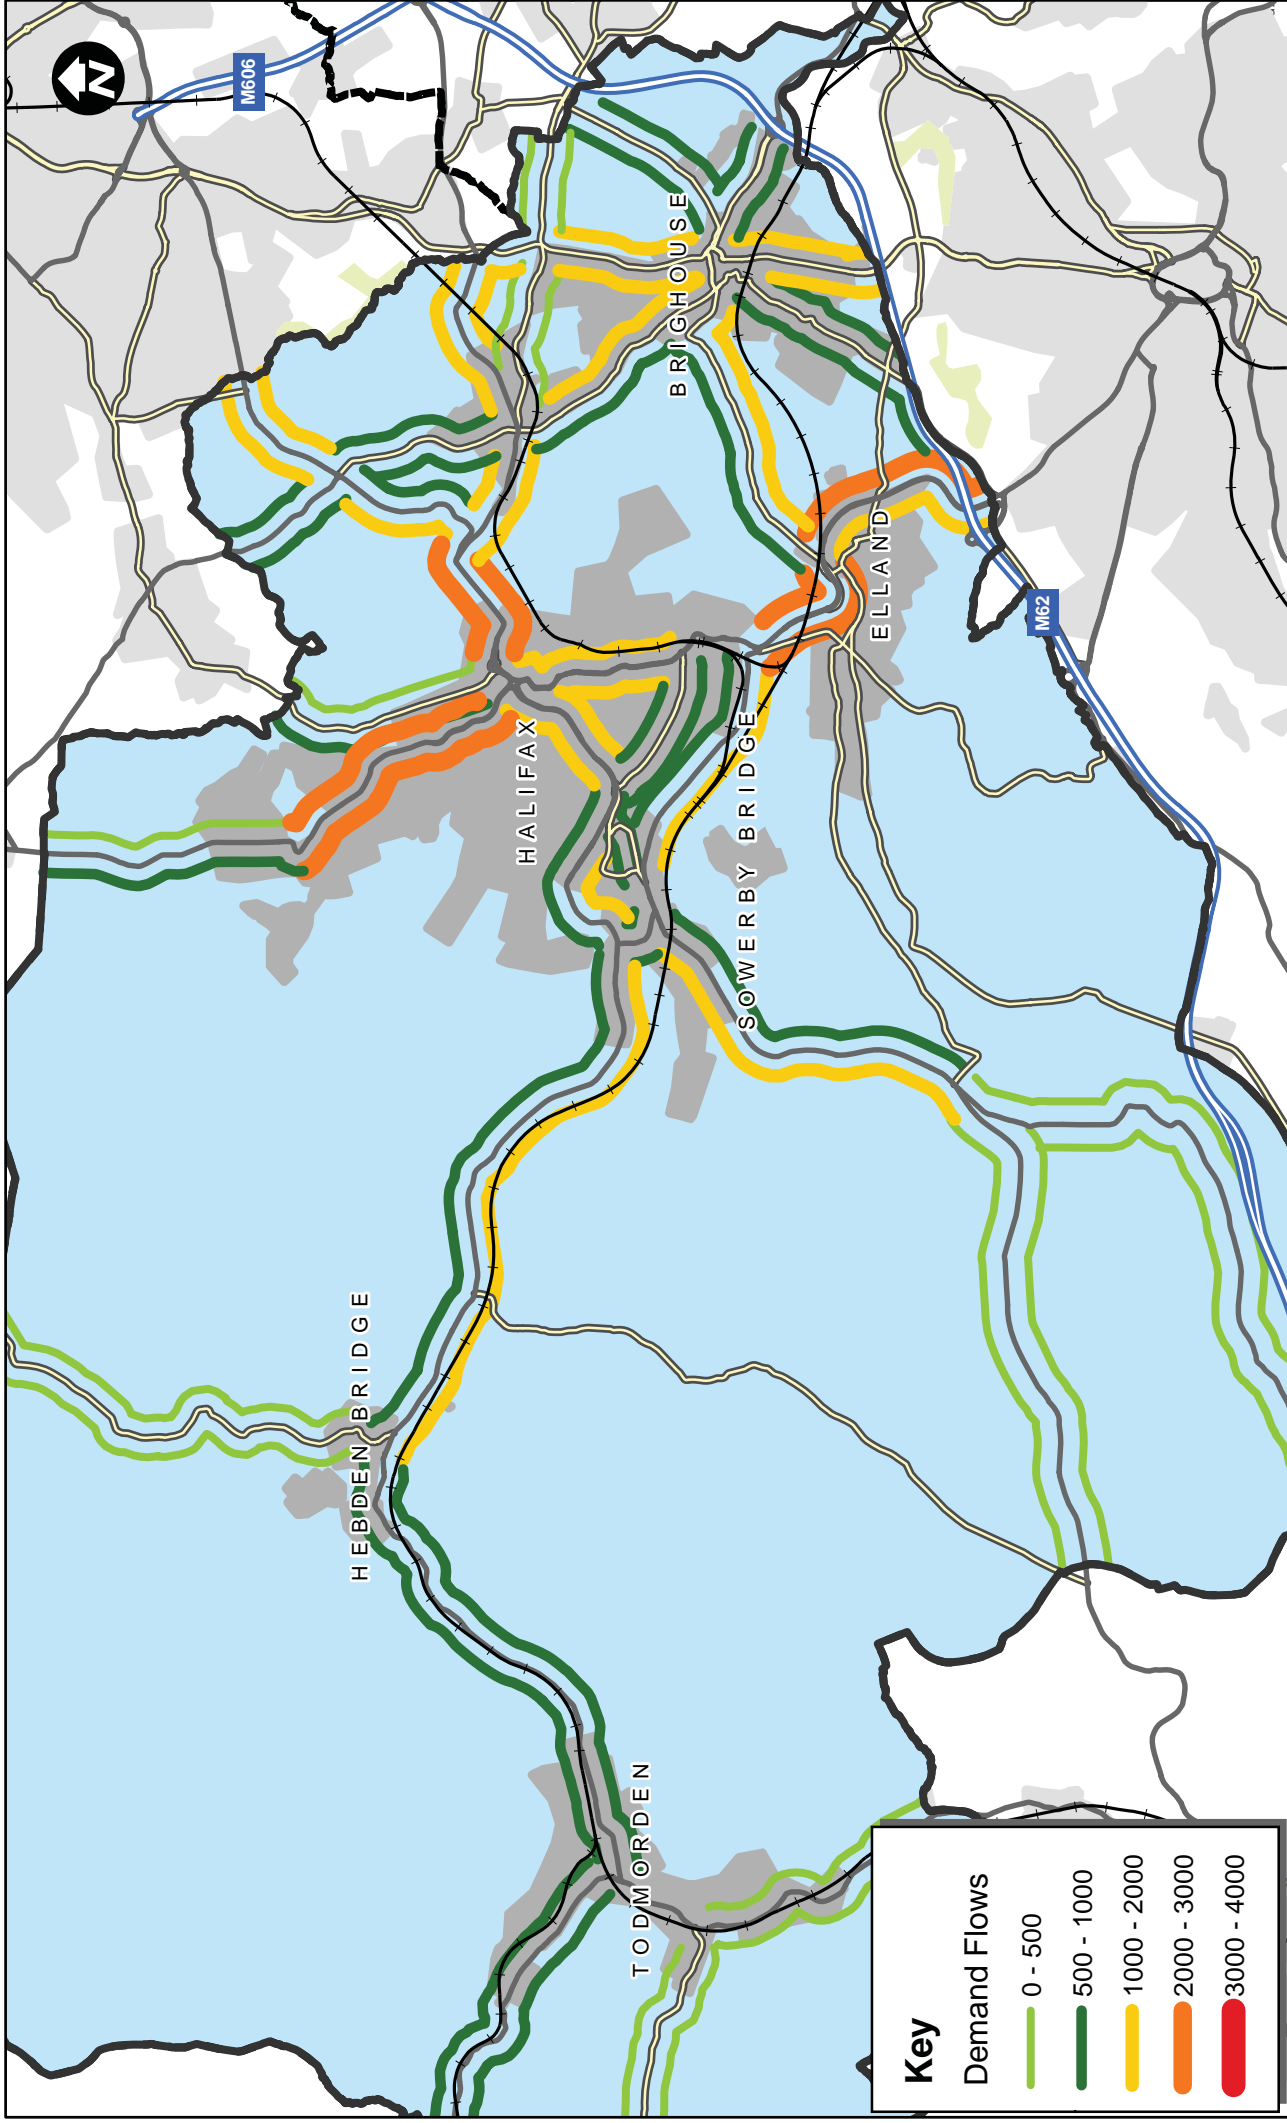 N
M606
BRIGHOUSE
HALIFAX
ELLAND
M62
SOWERBY BRIDGE
HEBDEN BRIDGE
TODMORDEN
Key
Demand Flows
0 - 500
500 - 1000
1000 - 2000
2000 - 3000
3000 - 4000